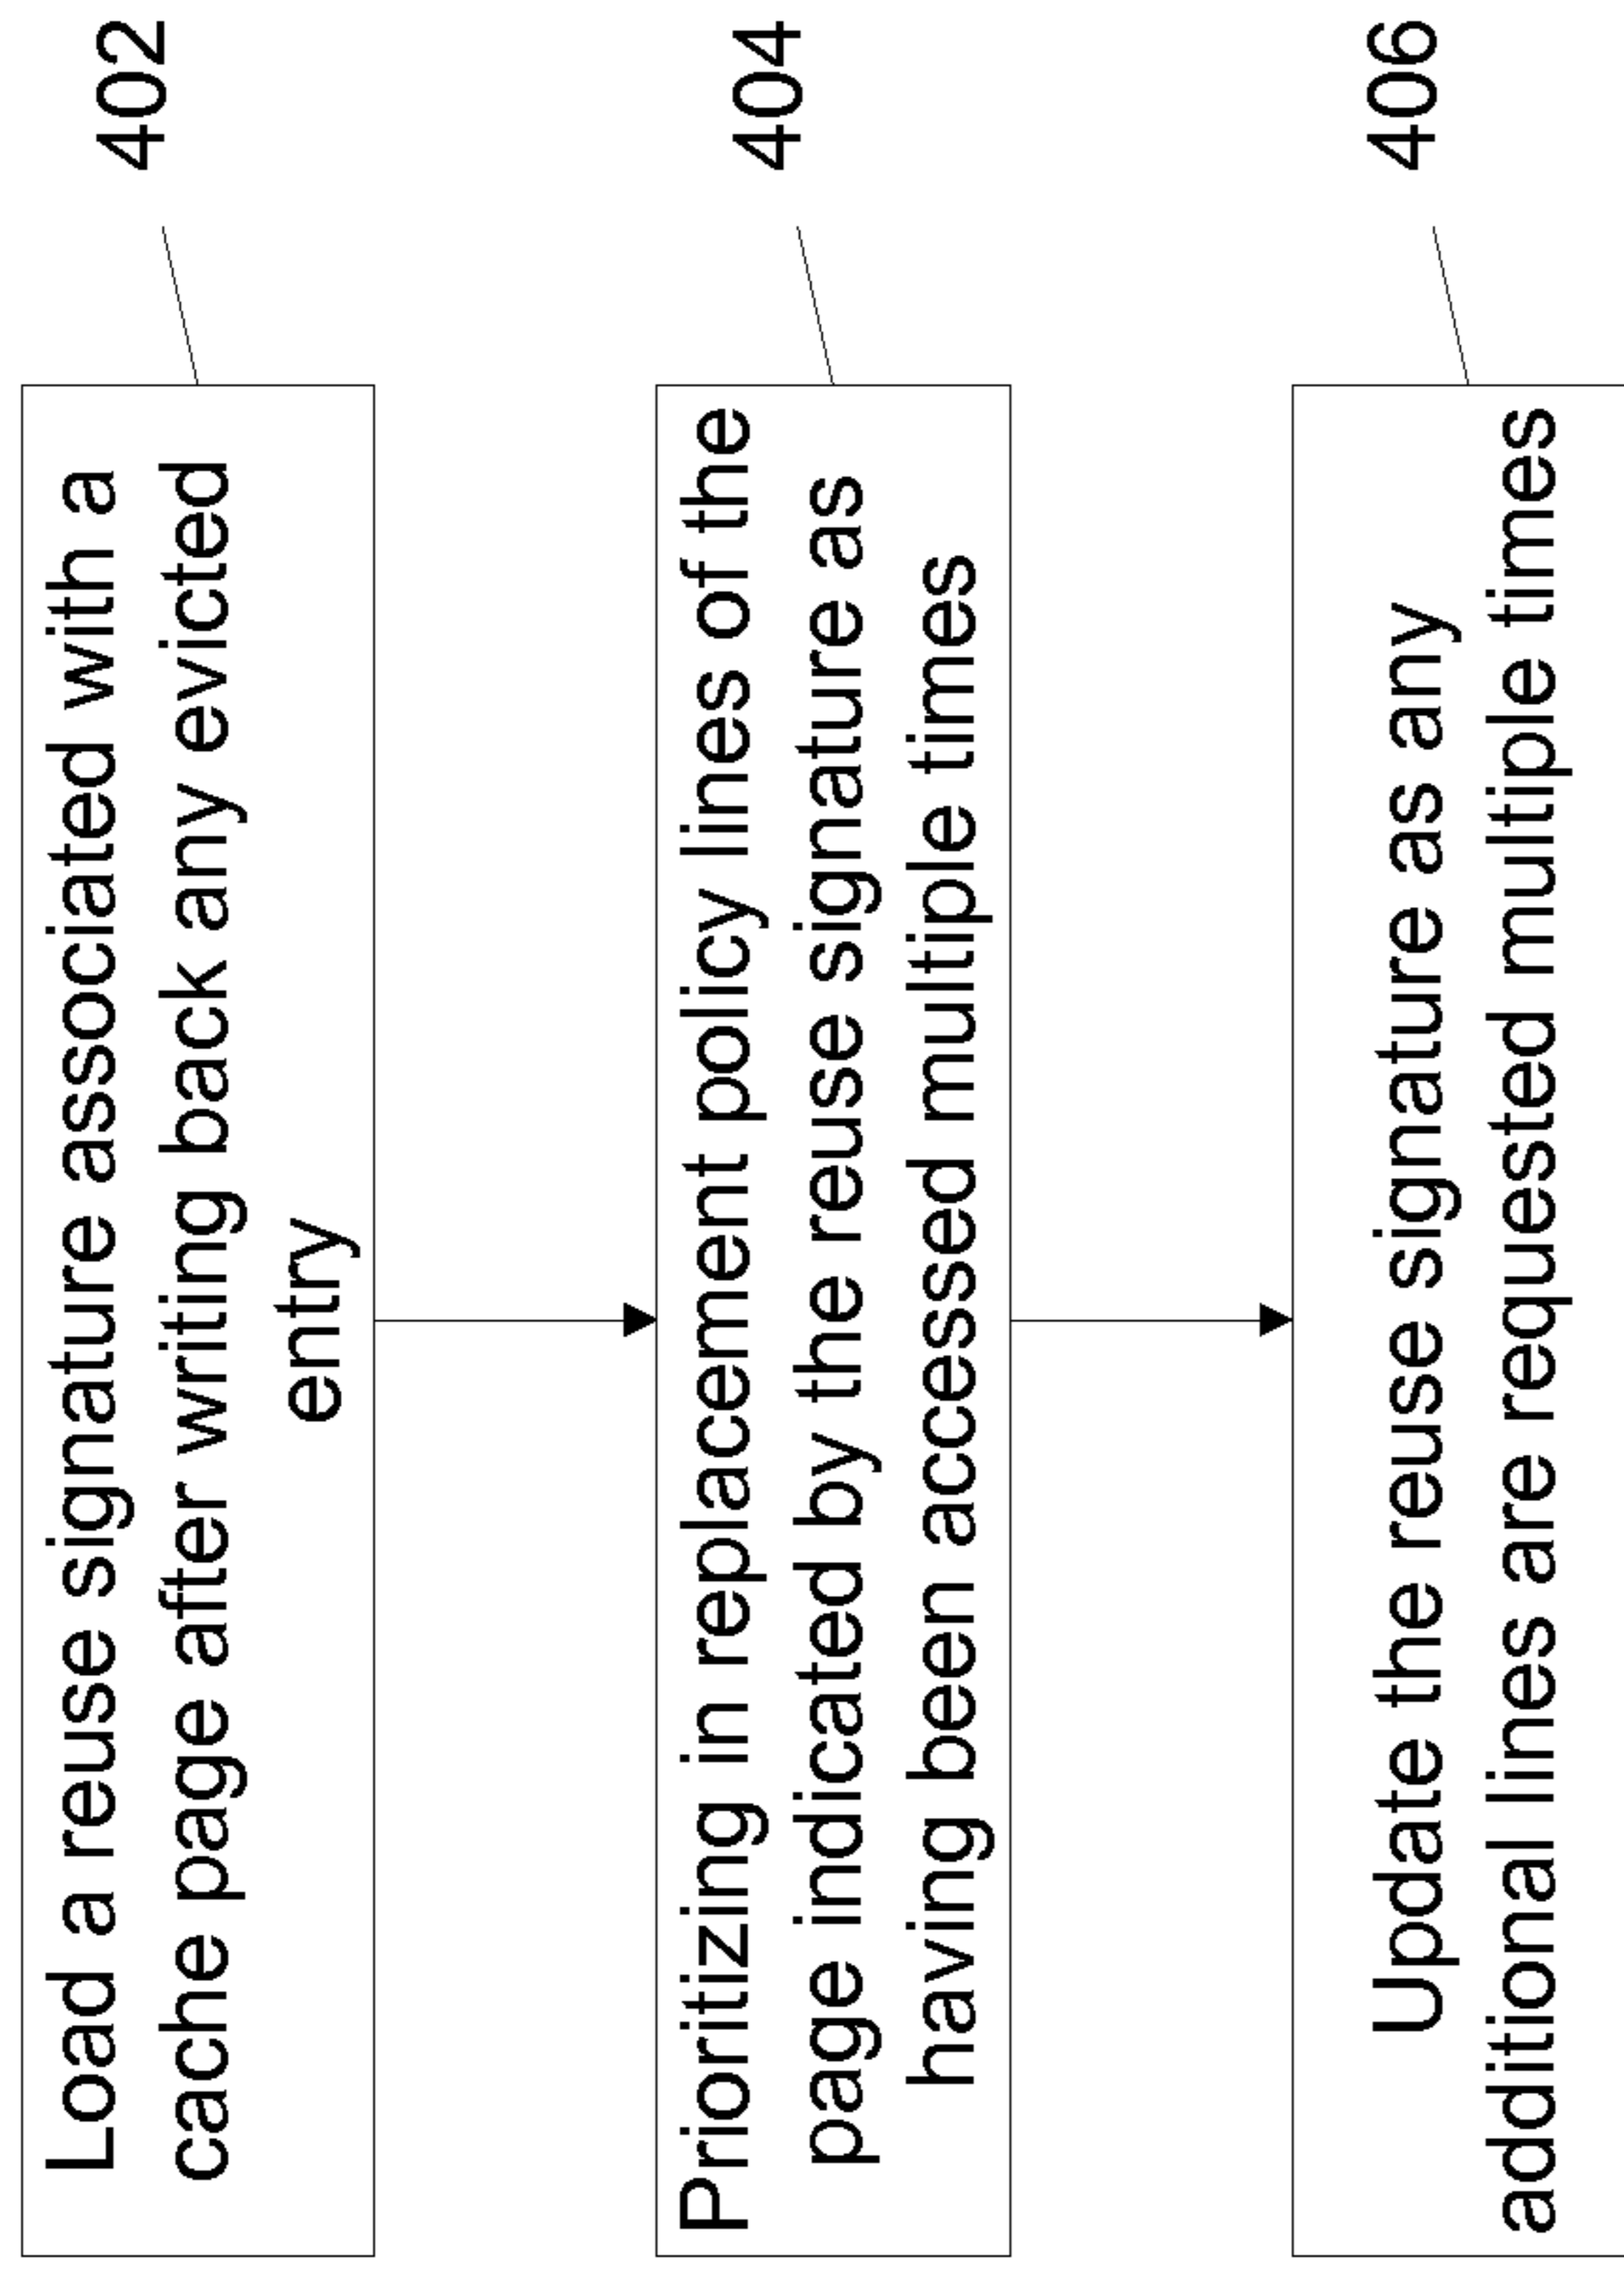 Load a reuse signature associated with a
cache page after writing back any evicted
entry
402
Prioritizing in replacement policy lines of the
page indicated by the reuse signature as
having been accessed multiple times
404
Update the reuse signature as any
additional lines are requested multiple times
406